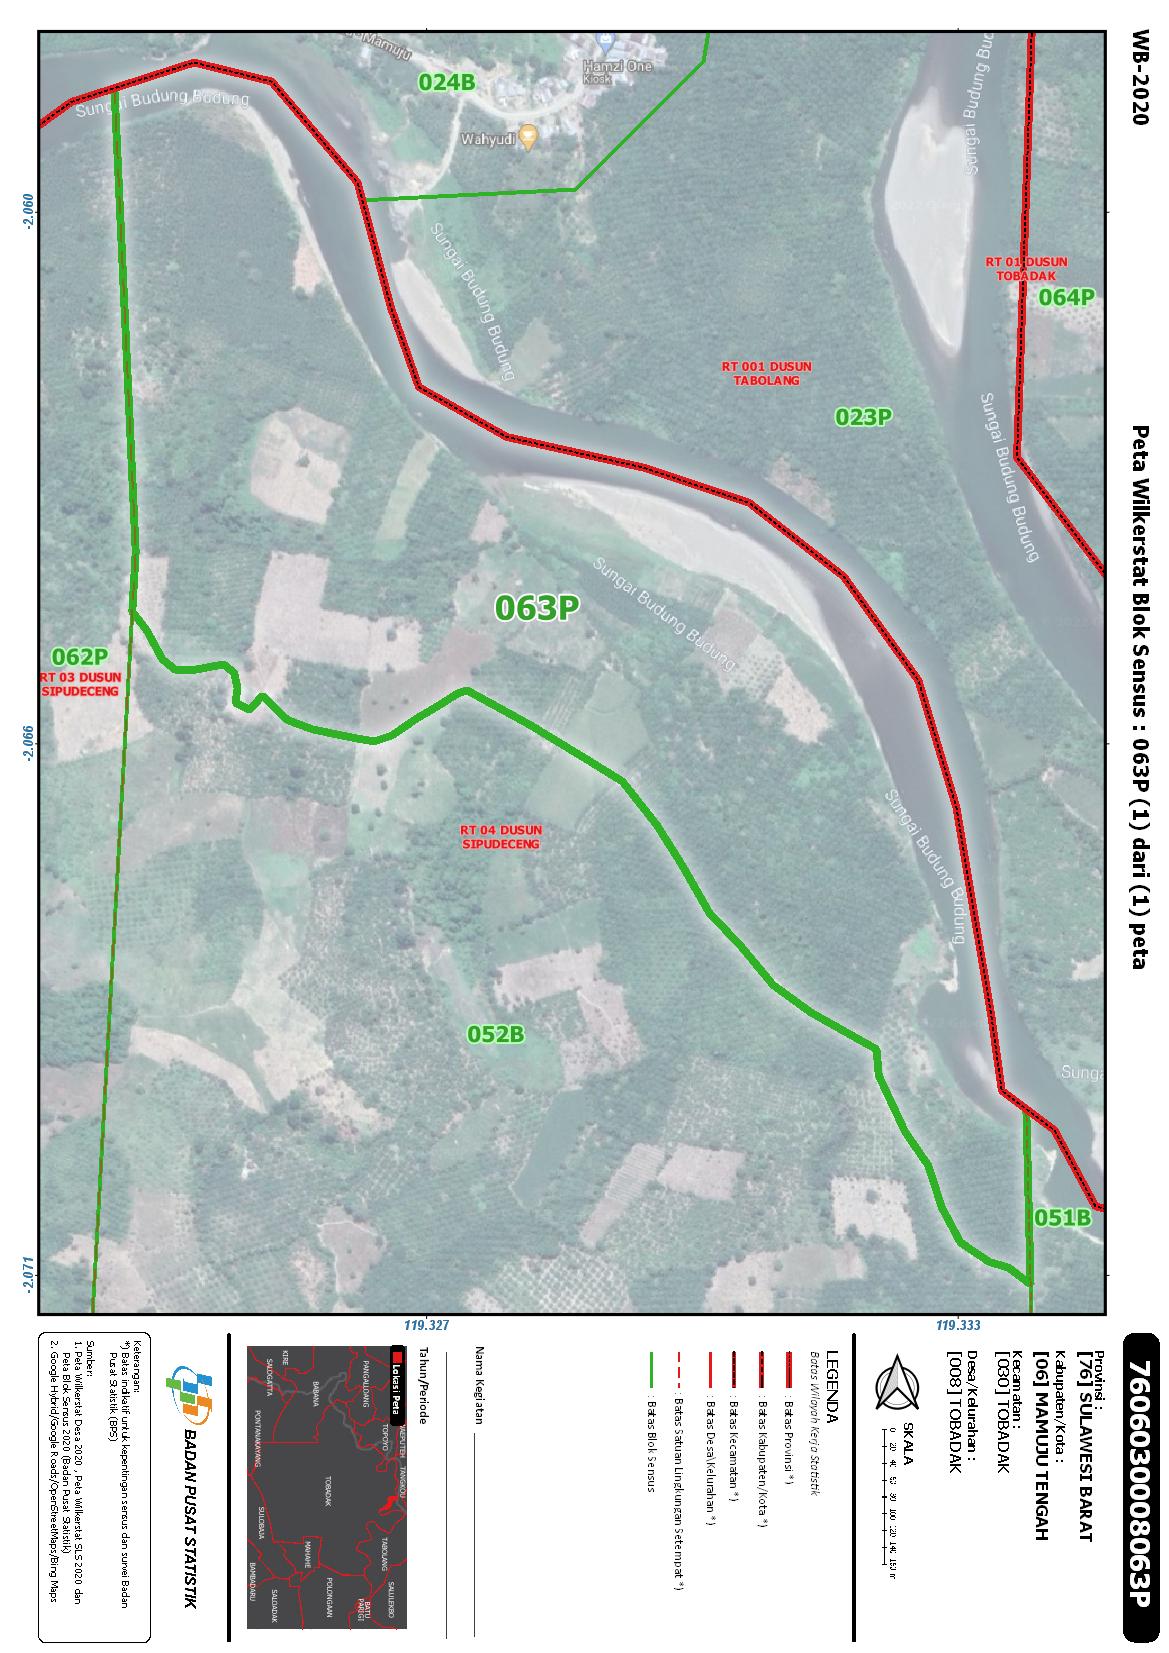 WB-2020
Peta Wilkerstat Blok Sensus : 063P (1) dari (1) peta
Mamuju
024B
Hamzi One
Kiosk
Wahyudi
Sungai Budung Budung
Sungai Budung Budung
Sungai Budung Bud
RT 01 DUSUN
TOBADAK
064P
RT 001 DUSUN
TABOLANG
023P
Sungai Budung Budung
063P
Sungai Budung Budung
062P
RT 03 DUSUN
SIPUDECENG
RT 04 DUSUN
SIPUDECENG
Sungai Budung Budung
052B
Sunga
051B
-2.060
-2.066
-2.071
119.327
119.333
7606030008063P
Provinsi :
[76] SULAWESI BARAT
Kabupaten/Kota :
[06] MAMUJU TENGAH
Kecamatan :
[030] TOBADAK
Desa/Kelurahan :
[008] TOBADAK
SKALA
0 20 40 60 80 100 120 140 160 m
LEGENDA
Batas Wilayah Kerja Statistik
: Batas Provinsi *)
: Batas Kabupaten/Kota *)
: Batas Kecamatan *)
: Batas Desa\Kelurahan *)
: Batas Satuan Lingkungan Setempat *)
: Batas Blok Sensus
Nama Kegiatan
Tahun/Periode
Lokasi Peta
KIRE
SALOGATTA
PANGALLOANG
BABANA
PONTANAKAYANG
TOPOYO
WAEPUTEH
TANGKOU
TOBADAK
SULOBAJA
MAHAHE
TABOLANG
POLONGAAN
SALULEKBO
BATU
PARIGI
BAMBADARU
SALOADAK
BADAN PUSAT STATISTIK
Keterangan:
*) Batas indikatif untuk kepentingan sensus dan survei Badan
Pusat Statistik (BPS)
Sumber:
1. Peta Wilkerstat Desa 2020 , Peta Wilkerstat SLS 2020 dan
Peta Blok Sensus 2020 (Badan Pusat Statistik)
2. Google Hybrid/Google Roads/OpenStreetMaps/Bing Maps